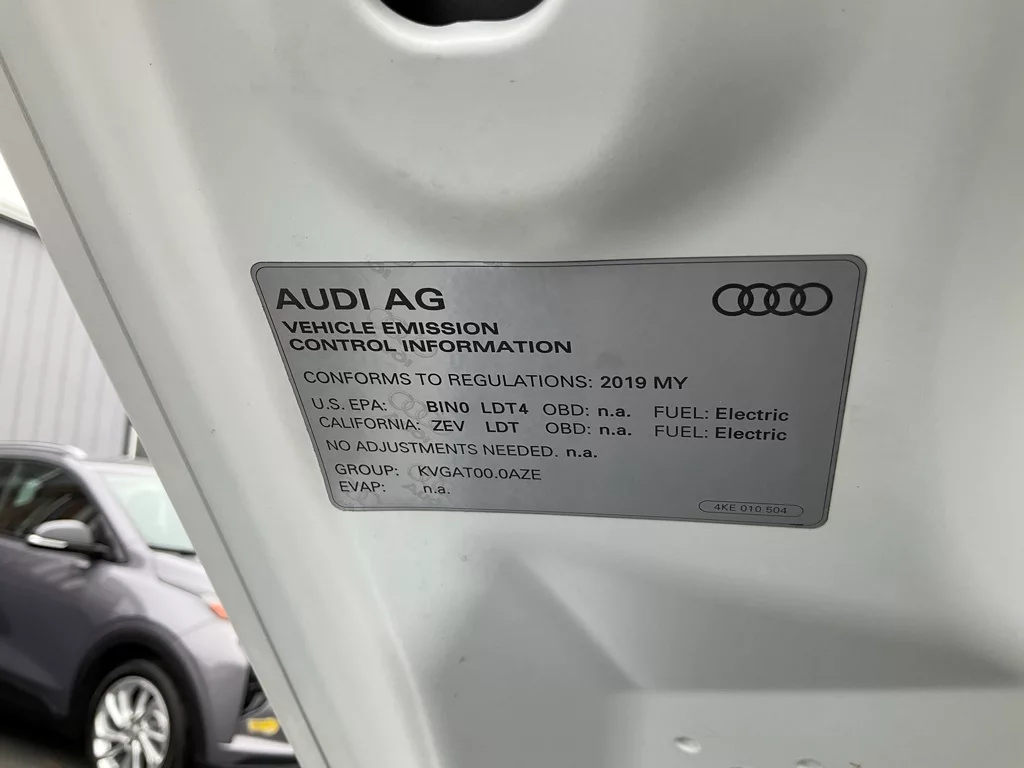 AUDI AG
VEHICLE EMISSION
CONTROL INFORMATION
CONFORMS TO REGULATIONS: 2019 MY
U.S. EPA: BIN0 LDT4 OBD: n.a. FUEL: Electric
CALIFORNIA: ZEV LDT OBD: n.a. FUEL: Electric
NO ADJUSTMENTS NEEDED. n.a.
GROUP: KVGAT00.0AZE
EVAP: n.a.
4KE 010 504